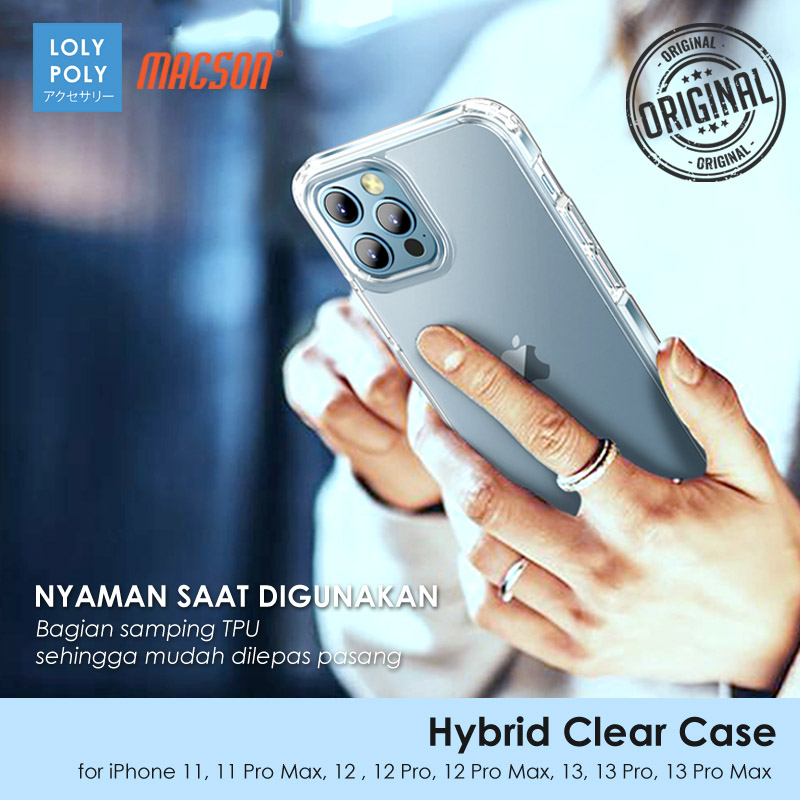 LOLY
POLY
アクセサリー
MACSON®
- ORIGINAL -
ORIGINAL
- ORIGINAL -
NYAMAN SAAT DIGUNAKAN
Bagian samping TPU
sehingga mudah dilepas pasang
Hybrid Clear Case
for iPhone 11, 11 Pro Max, 12 , 12 Pro, 12 Pro Max, 13, 13 Pro, 13 Pro Max